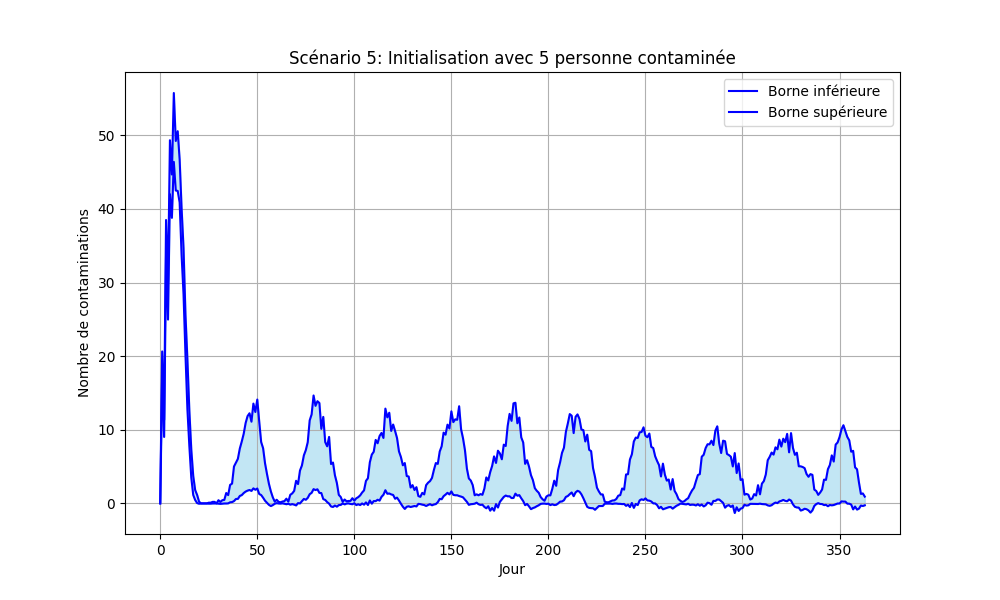 Scénario 5: Initialisation avec 5 personne contaminée
Borne inférieure
Borne supérieure
Nombre de contaminations
50
40
30
20
10
0
0 50 100 150 200 250 300 350
Jour